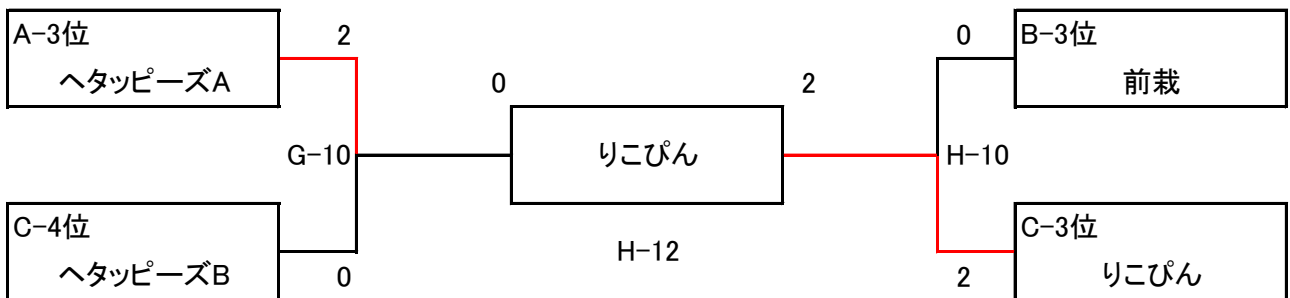 A-3位
ヘタッピーズA
2
0
B-3位
前栽
0
2
りこぴん
G-10
H-10
C-4位
ヘタッピーズB
0
H-12
2
C-3位
りこぴん